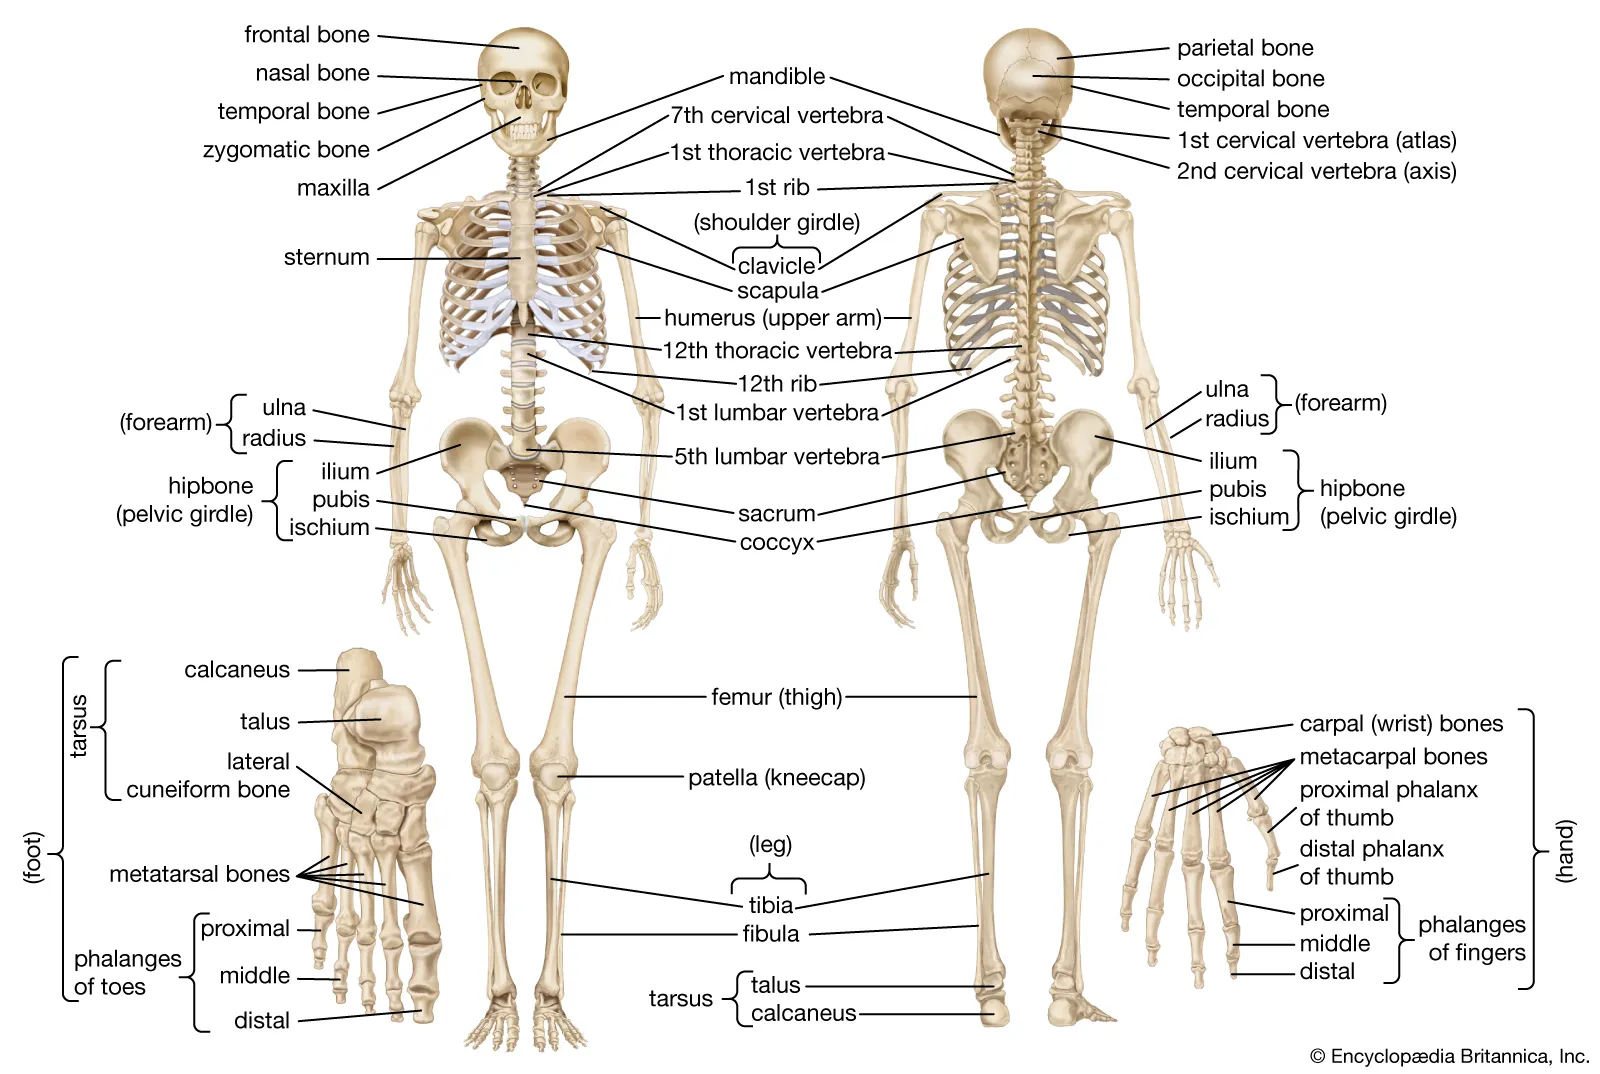 frontal bone
nasal bone
temporal bone
zygomatic bone
maxilla
sternum
(forearm)
ulna
radius
hipbone
(pelvic girdle)
ilium
pubis
ischium
mandible
7th cervical vertebra
1st thoracic vertebra
1st rib
(shoulder girdle)
clavicle
scapula
humerus (upper arm)
12th thoracic vertebra
12th rib
1st lumbar vertebra
5th lumbar vertebra
sacrum
coccyx
femur (thigh)
patella (kneecap)
(leg)
tibia
fibula
tarsus
talus
calcaneus
parietal bone
occipital bone
temporal bone
1st cervical vertebra (atlas)
2nd cervical vertebra (axis)
ulna
radius
(forearm)
ilium
pubis
ischium
hipbone
(pelvic girdle)
(foot)
tarsus
calcaneus
talus
lateral
cuneiform bone
metatarsal bones
phalanges
of toes
proximal
middle
distal
carpal (wrist) bones
metacarpal bones
proximal phalanx
of thumb
distal phalanx
of thumb
proximal
middle
distal
phalanges
of fingers
(hand)
© Encyclopædia Britannica, Inc.